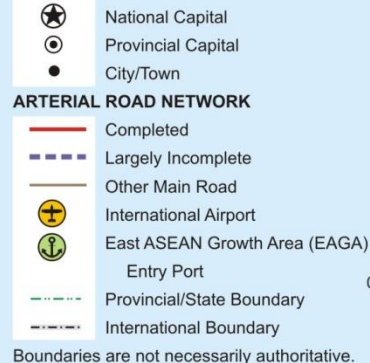 National Capital
Provincial Capital
City/Town
ARTERIAL ROAD NETWORK
Completed
Largely Incomplete
Other Main Road
International Airport
East ASEAN Growth Area (EAGA)
Entry Port
0
Provincial/State Boundary
International Boundary
Boundaries are not necessarily authoritative.